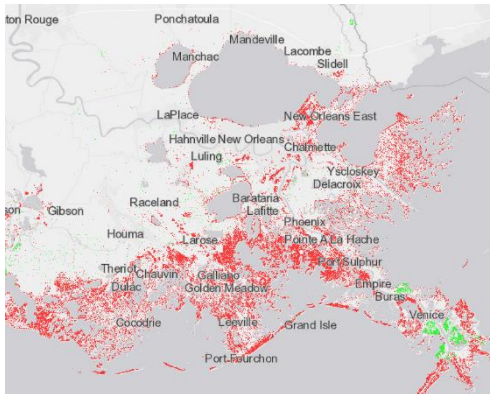 ton Rouge
Ponchatoula
Mandeville
Manchac
Lacombe
Slidell
LaPlace
New Orleans East
Hahnville New Orleans
Chalmette
Luling
Yscloskey
Delacroix
Raceland
Barataria
Lafitte
son
Gibson
Phoenix
Houma
Larose
Pointe A La Hache
Theriot
Chauvin
Galliano
Port Sulphur
Dulac
Golden Meadow
Empire
Buras
Venice
Cocodrie
Leeville
Grand Isle
Port Fourchon